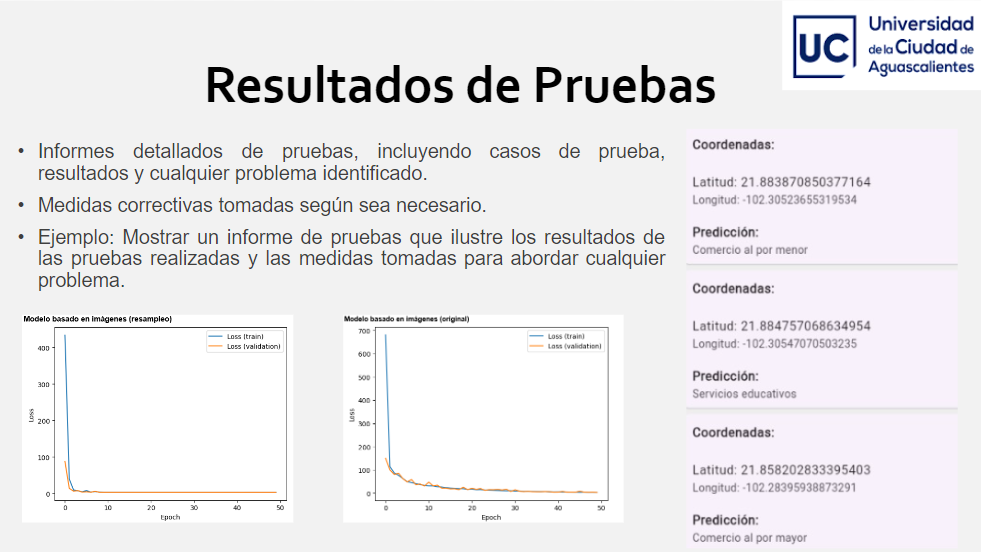 UC
Universidad
de la Ciudad de
Aguascalientes
Resultados de Pruebas
• Informes detallados de pruebas, incluyendo casos de prueba,
resultados y cualquier problema identificado.
• Medidas correctivas tomadas según sea necesario.
• Ejemplo: Mostrar un informe de pruebas que ilustre los resultados de
las pruebas realizadas y las medidas tomadas para abordar cualquier
problema.
Modelo basado en imágenes (resampleo)
Loss (train)
Loss (validation)
400
300
200
100
0
Loss
0 10 20 30 40 50
Epoch
Modelo basado en imágenes (original)
Loss (train)
Loss (validation)
700
600
500
400
300
200
100
0
Loss
0 10 20 30 40 50
Epoch
Coordenadas:
Latitud: 21.883870850377164
Longitud: -102.30523655319534
Predicción:
Comercio al por menor
Coordenadas:
Latitud: 21.884757068634954
Longitud: -102.30547070503235
Predicción:
Servicios educativos
Coordenadas:
Latitud: 21.858202833395403
Longitud: -102.28395938873291
Predicción:
Comercio al por mayor